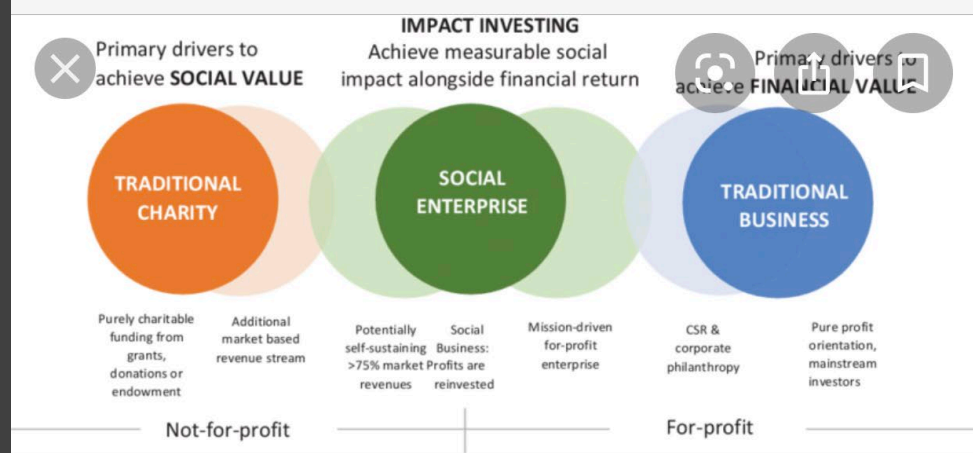 IMPACT INVESTING
Achieve measurable social
impact alongside financial return
Primary drivers to
achieve SOCIAL VALUE
Primary drivers to
achieve FINANCIAL VALUE
TRADITIONAL
CHARITY
SOCIAL
ENTERPRISE
TRADITIONAL
BUSINESS
Purely charitable
funding from
grants,
donations or
endowment
Additional
market based
revenue stream
Potentially
self-sustaining
>75% market
revenues
Social
Business:
Profits are
reinvested
Mission-driven
for-profit
enterprise
CSR &
corporate
philanthropy
Pure profit
orientation,
mainstream
investors
Not-for-profit
For-profit